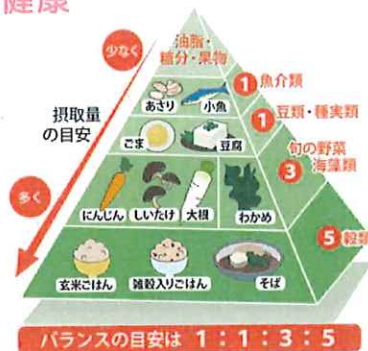 健康
少なく
摂取量
の目安
多く
油脂・
糖分・果物
あさり
小魚
1 魚介類
ごま
豆腐
1 豆類・種実類
にんじん
しいたけ
大根
わかめ
旬の野菜
海藻類
3
玄米ごはん
雑穀入りごはん
そば
5 穀類
バランスの目安は 1：1：3：5